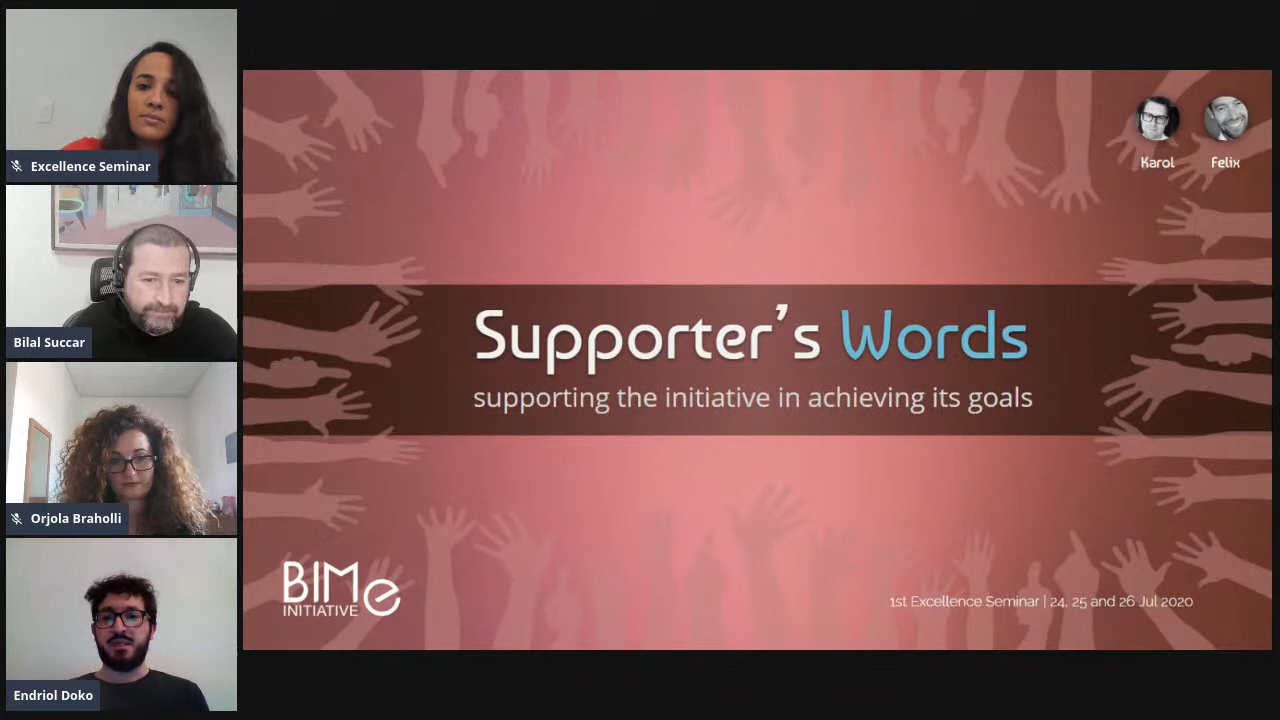 Excellence Seminar
Bilal Succar
Orjola Braholli
Endriol Doko
Karol
Felix
Supporter's Words
supporting the initiative in achieving its goals
BIMe
INITIATIVE
1st Excellence Seminar | 24, 25 and 26 Jul 2020